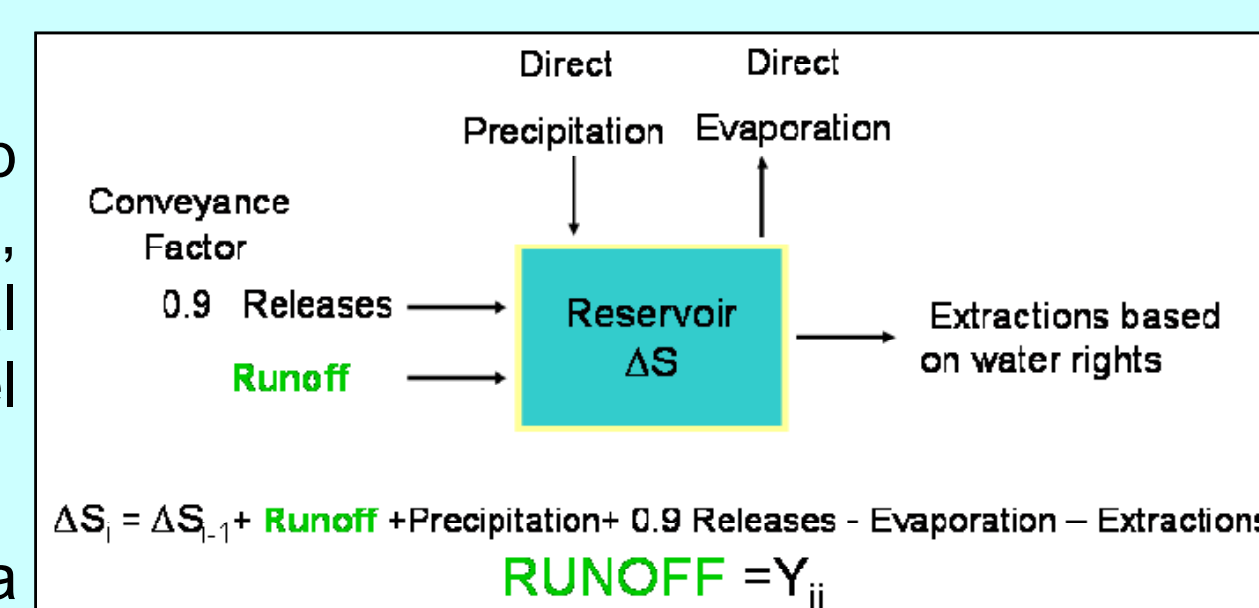 Direct Direct
Precipitation Evaporation
Conveyance
Factor
0.9 Releases
Runoff
Reservoir
ΔS
Extractions based
on water rights
ΔSi = ΔSi-1+ Runoff +Precipitation+ 0.9 Releases - Evaporation – Extractions
RUNOFF =Yij